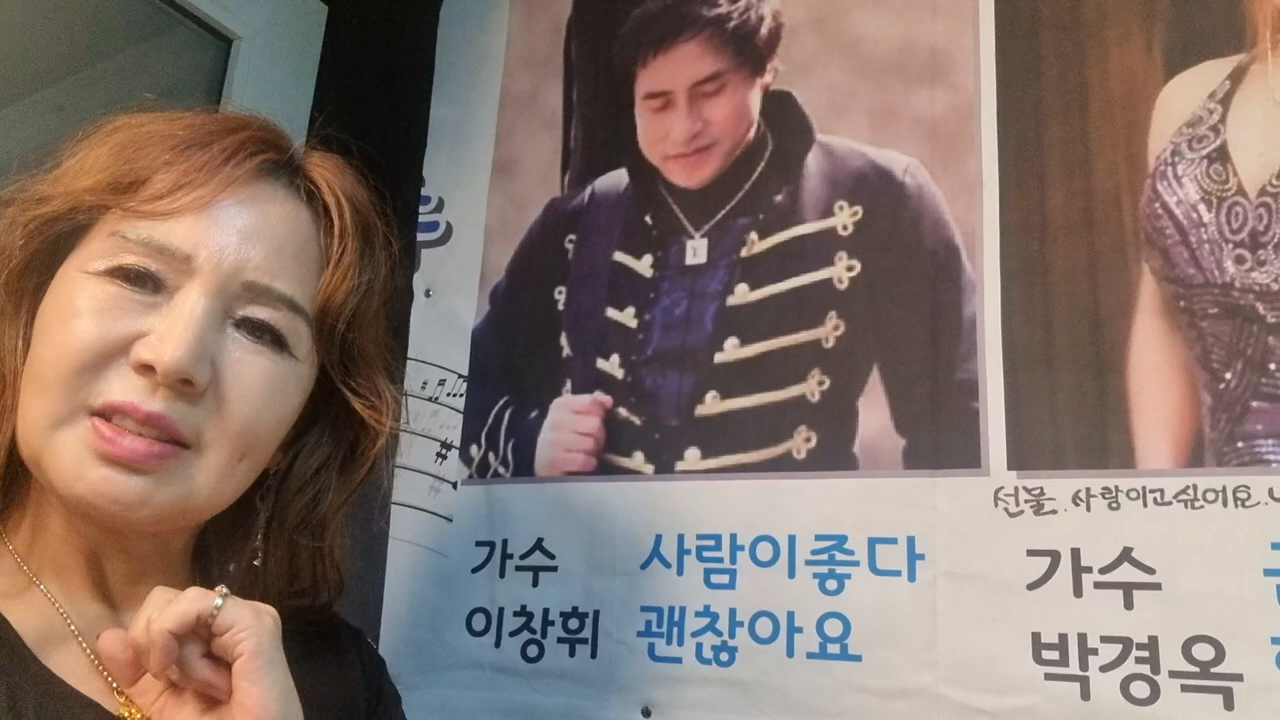 가수 사람이좋다
이창휘 괜찮아요
선물. 사랑이고싶어요.
가수
박경옥